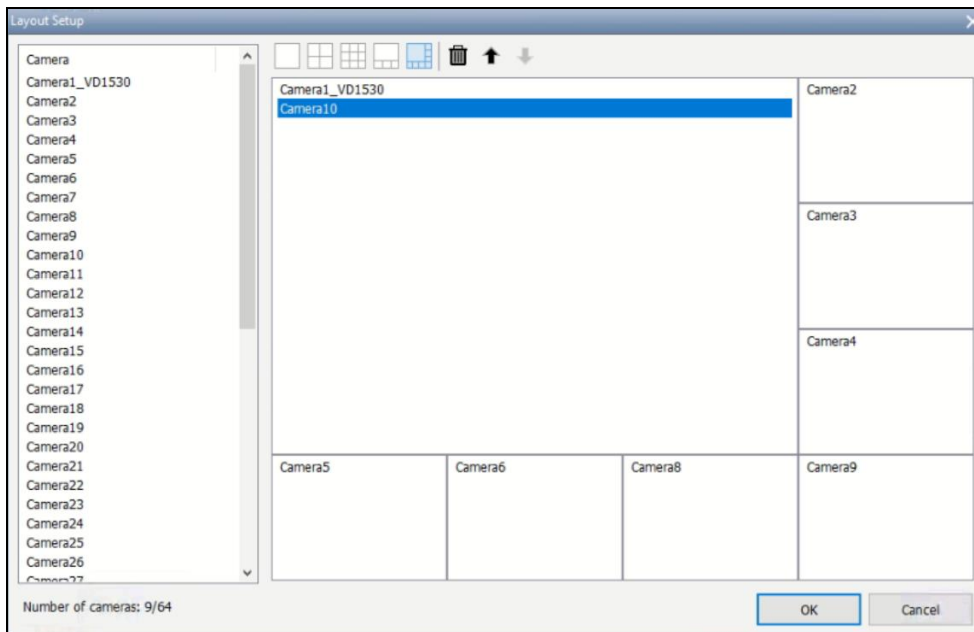 Layout Setup
Camera
Camera1_VD1530
Camera2
Camera3
Camera4
Camera5
Camera6
Camera7
Camera8
Camera9
Camera10
Camera11
Camera12
Camera13
Camera14
Camera15
Camera16
Camera17
Camera18
Camera19
Camera20
Camera21
Camera22
Camera23
Camera24
Camera25
Camera26
Camera27
Camera1_VD1530
Camera10
Camera2
Camera3
Camera4
Camera5
Camera6
Camera8
Camera9
Number of cameras: 9/64
OK
Cancel